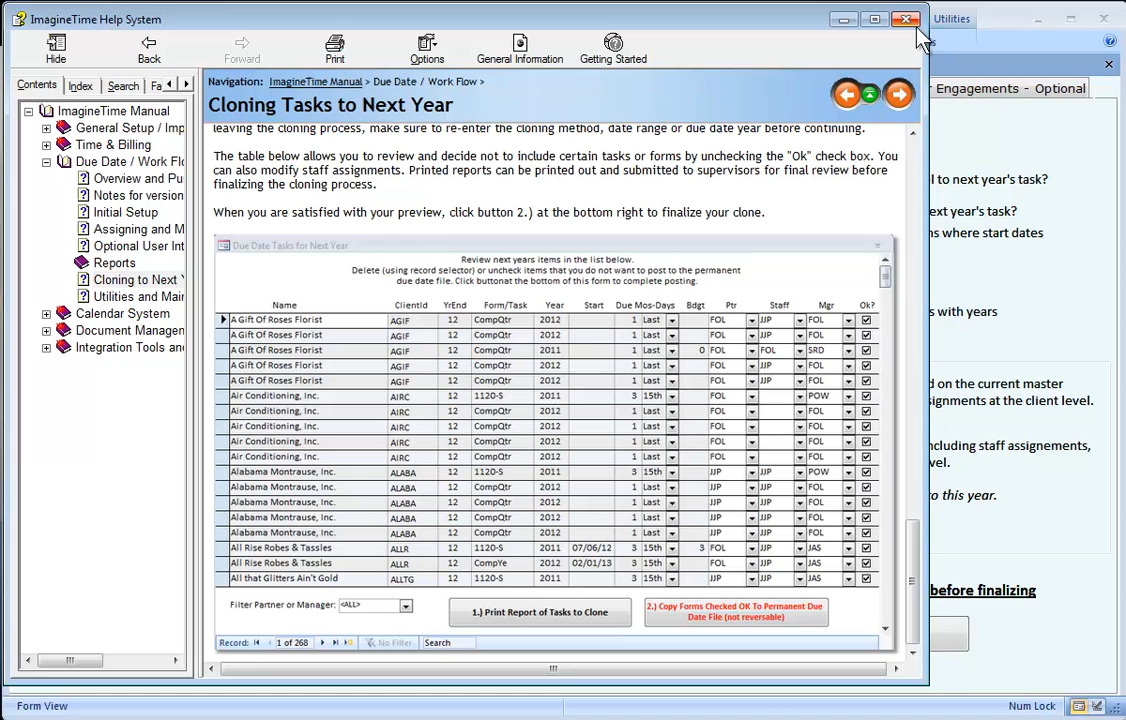 ImagineTime Help System
Utilities
Hide
Back
Forward
Print
Options
General Information
Getting Started
Contents
Index
Search
Navigation: ImagineTime Manual > Due Date / Work Flow >
Cloning Tasks to Next Year
Engagements - Optional
ImagineTime Manual
General Setup / Imp
Time & Billing
Due Date / Work Flo
Overview and Pu
Notes for version
Initial Setup
Assigning and M
Optional User Int
Reports
Cloning to Next Y
Utilities and Mair
Calendar System
Document Managem
Integration Tools and
leaving the cloning process, make sure to re-enter the cloning method, date range or due date year before continuing.
The table below allows you to review and decide not to include certain tasks or forms by unchecking the "Ok" check box. You
can also modify staff assignments. Printed reports can be printed out and submitted to supervisors for final review before
finalizing the cloning process.
When you are satisfied with your preview, click button 2.) at the bottom right to finalize your clone.
Due Date Tasks for Next Year
Review next years items in the list below.
Delete (using record selector) or uncheck items that you do not want to post to the permanent
due date file. Click buttonat the bottom of this form to complete posting.
Name ClientId YrEnd Form/Task Year Start Due Mos-Days Bdgt Ptr Staff Mgr Ok?
A Gift Of Roses Florist AGIF 12 CompQtr 2012 1 Last FOL JJP FOL
A Gift Of Roses Florist AGIF 12 CompQtr 2012 1 Last FOL JJP FOL
A Gift Of Roses Florist AGIF 12 CompQtr 2011 1 Last 0 FOL FOL SRD
A Gift Of Roses Florist AGIF 12 CompQtr 2012 1 Last FOL JJP FOL
A Gift Of Roses Florist AGIF 12 CompQtr 2012 1 Last FOL JJP FOL
Air Conditioning, Inc. AIRC 12 1120-S 2011 3 15th FOL JJP POW
Air Conditioning, Inc. AIRC 12 CompQtr 2012 1 Last FOL JJP FOL
Air Conditioning, Inc. AIRC 12 CompQtr 2012 1 Last FOL JJP FOL
Air Conditioning, Inc. AIRC 12 CompQtr 2012 1 Last FOL JJP FOL
Air Conditioning, Inc. AIRC 12 CompQtr 2012 1 Last FOL JJP FOL
Alabama Montrause, Inc. ALABA 12 1120-S 2011 3 15th JJP JJP POW
Alabama Montrause, Inc. ALABA 12 CompQtr 2012 1 Last JJP JJP FOL
Alabama Montrause, Inc. ALABA 12 CompQtr 2012 1 Last JJP JJP FOL
Alabama Montrause, Inc. ALABA 12 CompQtr 2012 1 Last JJP JJP FOL
Alabama Montrause, Inc. ALABA 12 CompQtr 2012 1 Last JJP JJP FOL
All Rise Robes & Tassles ALLR 12 1120-S 2011 07/06/12 3 15th 3 FOL JJP JAS
All Rise Robes & Tassles ALLR 12 CompYe 2012 02/01/13 3 15th FOL JJP JAS
All that Glitters Ain't Gold ALLTG 12 1120-S 2011 3 15th JJP JJP JAS
Filter Partner or Manager: <ALL>
1.) Print Report of Tasks to Clone
2.) Copy Forms Checked OK To Permanent Due
Date File (not reversable)
Record: 1 of 268 No Filter Search
l to next year's task?
ext year's task?
ns where start dates
s with years
d on the current master
signments at the client level.
ncluding staff assignements,
vel.
to this year.
before finalizing
Form View
Num Lock